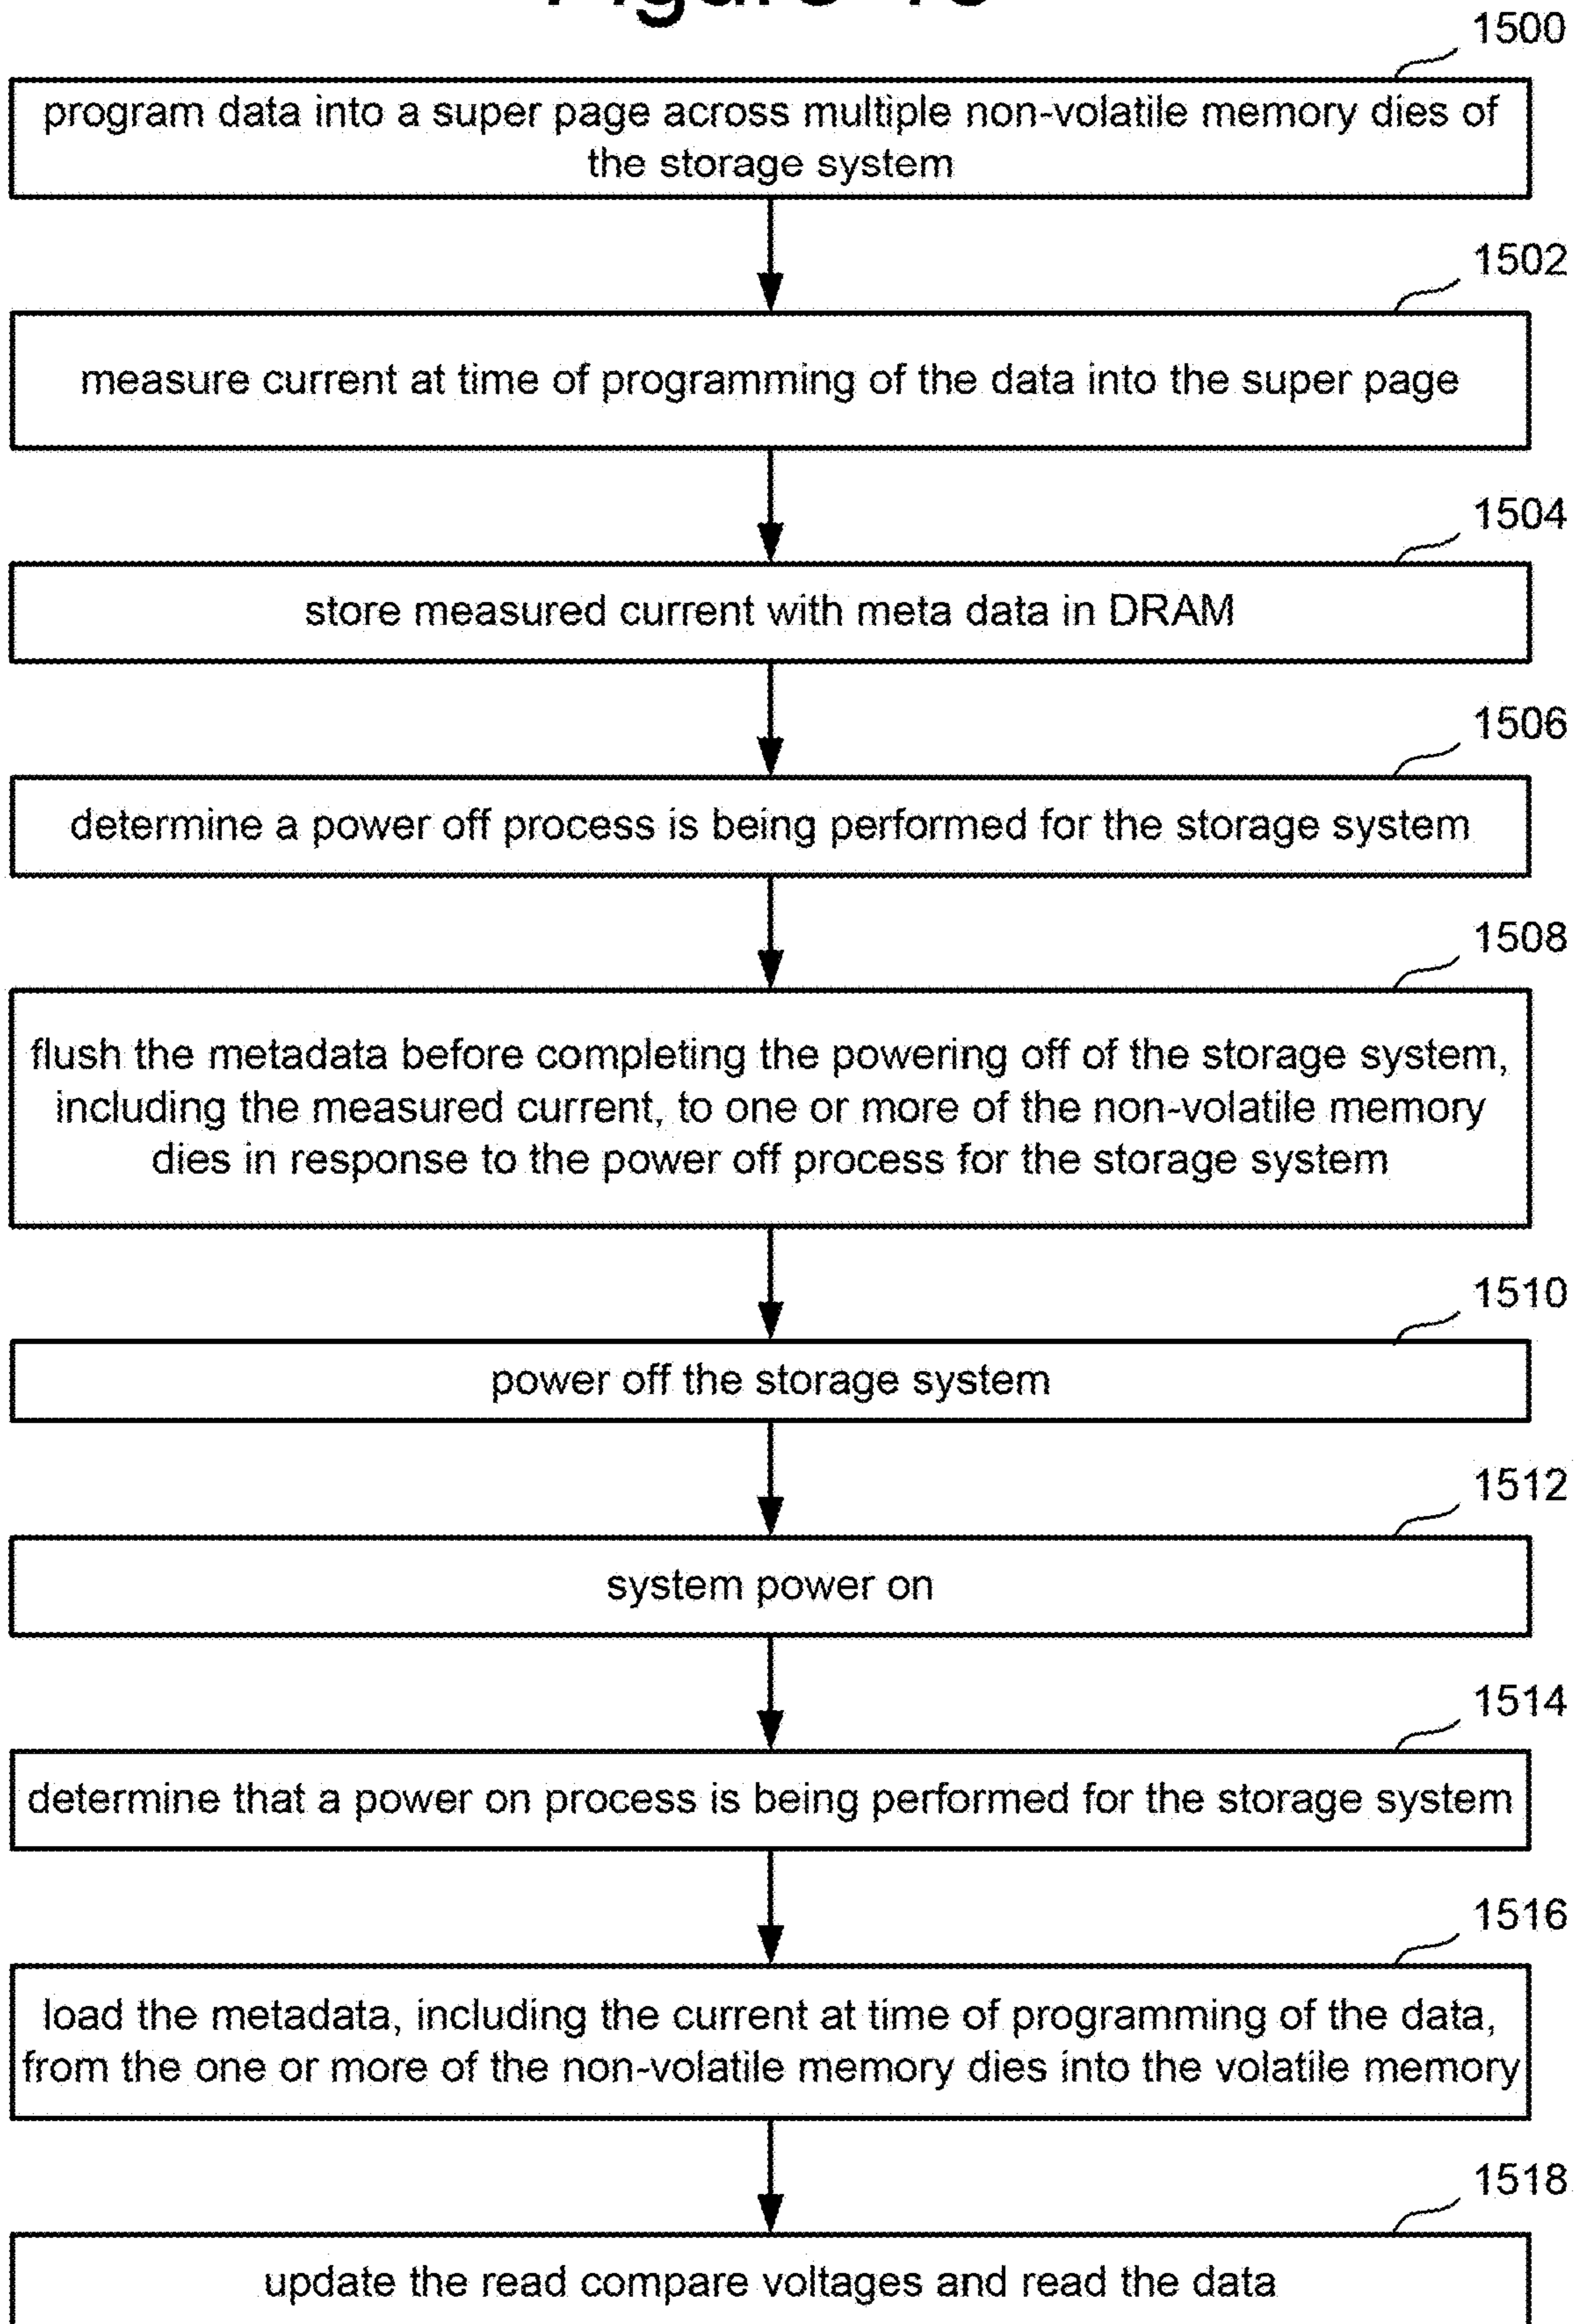 1500
program data into a super page across multiple non-volatile memory dies of
the storage system
1502
measure current at time of programming of the data into the super page
1504
store measured current with meta data in DRAM
1506
determine a power off process is being performed for the storage system
1508
flush the metadata before completing the powering off of the storage system,
including the measured current, to one or more of the non-volatile memory
dies in response to the power off process for the storage system
1510
power off the storage system
1512
system power on
1514
determine that a power on process is being performed for the storage system
1516
load the metadata, including the current at time of programming of the data,
from the one or more of the non-volatile memory dies into the volatile memory
1518
update the read compare voltages and read the data